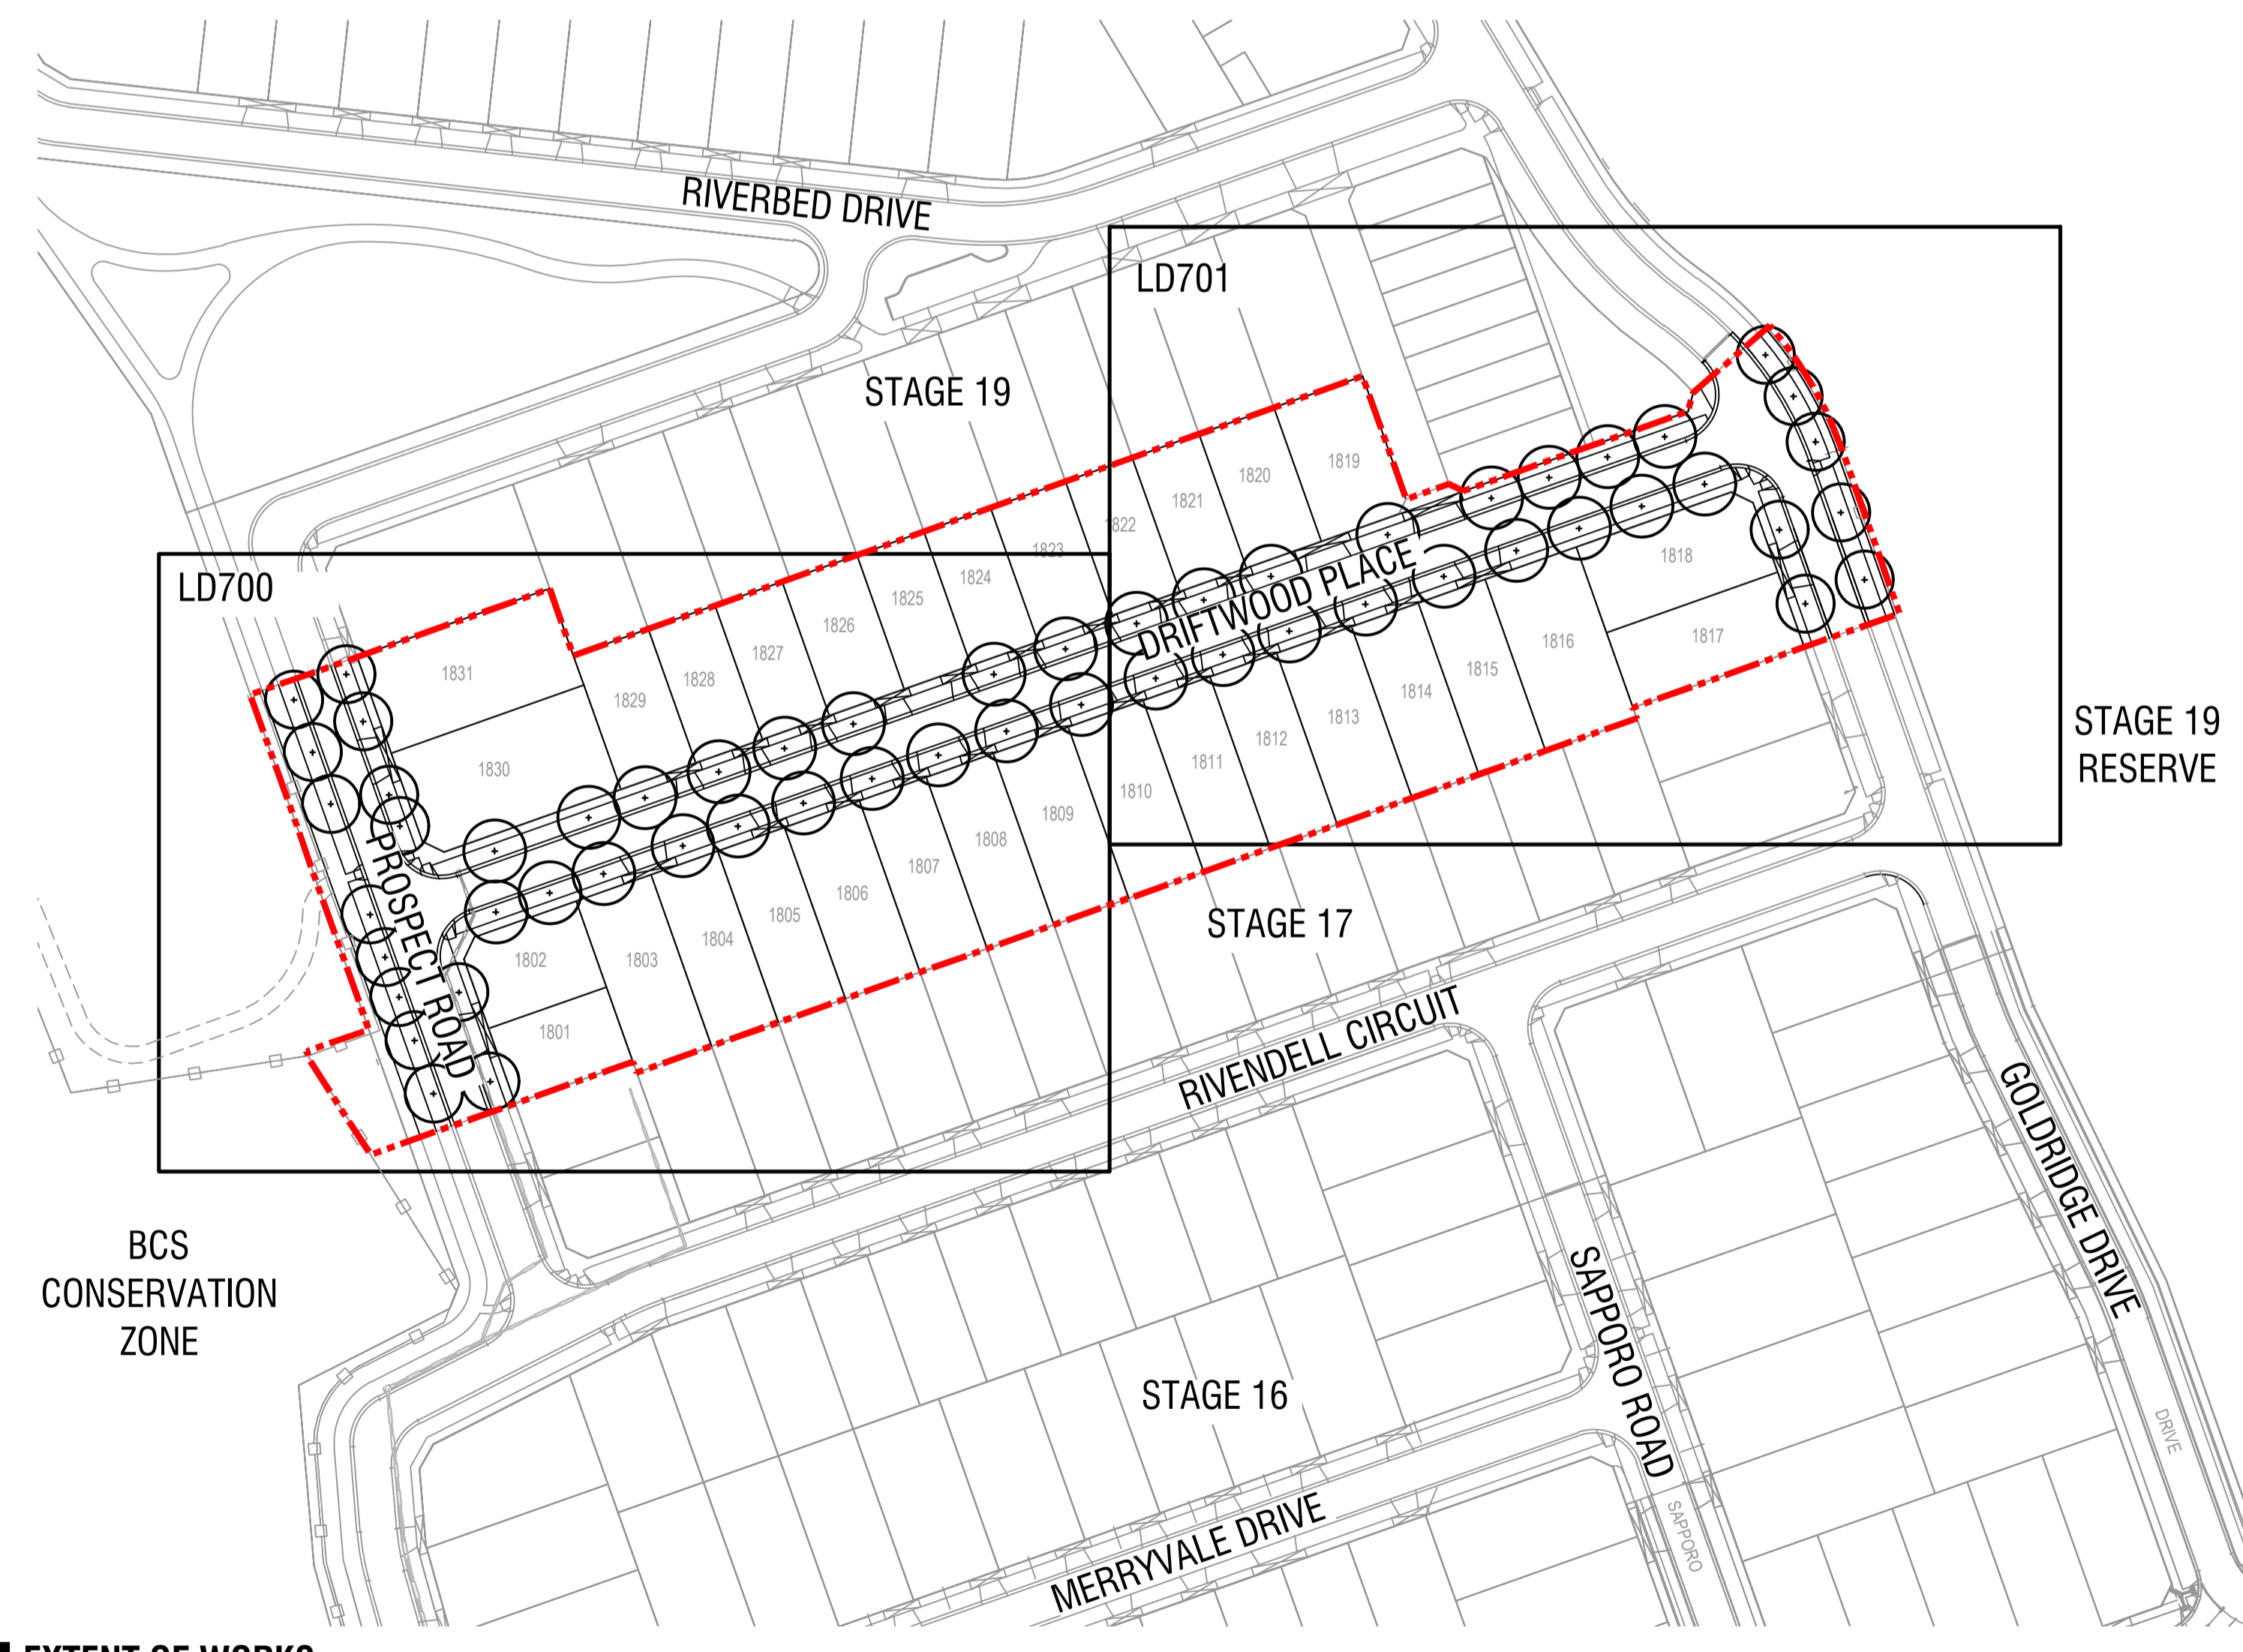 RIVERBED DRIVE
LD701
STAGE 19
1819
1820
1821
1822
1823
1824
1825
1826
1827
1828
1829
1831
1830
LD700
DRIFTWOOD PLACE
1818
1817
1816
1815
1814
1813
1812
1811
1810
1809
1808
1807
1806
1805
1804
1803
1802
1801
PROSPECT ROAD
STAGE 19
RESERVE
STAGE 17
RIVENDELL CIRCUIT
GOLDRIDGE DRIVE
BCS
CONSERVATION
ZONE
SAPPORO ROAD
STAGE 16
DRIVE
SAPPORO
MERRYVALE DRIVE
EXTENT OF WORKS